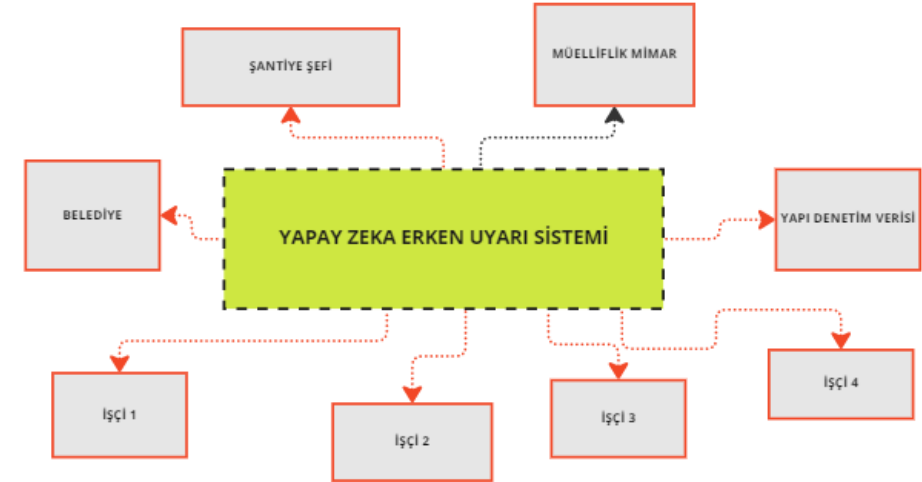 MÜELLİFLİK MİMAR
ŞANTİYE ŞEFİ
BELEDİYE
YAPI DENETİM VERİSİ
YAPAY ZEKA ERKEN UYARI SİSTEMİ
İŞÇİ 1
İŞÇİ 2
İŞÇİ 3
İŞÇİ 4